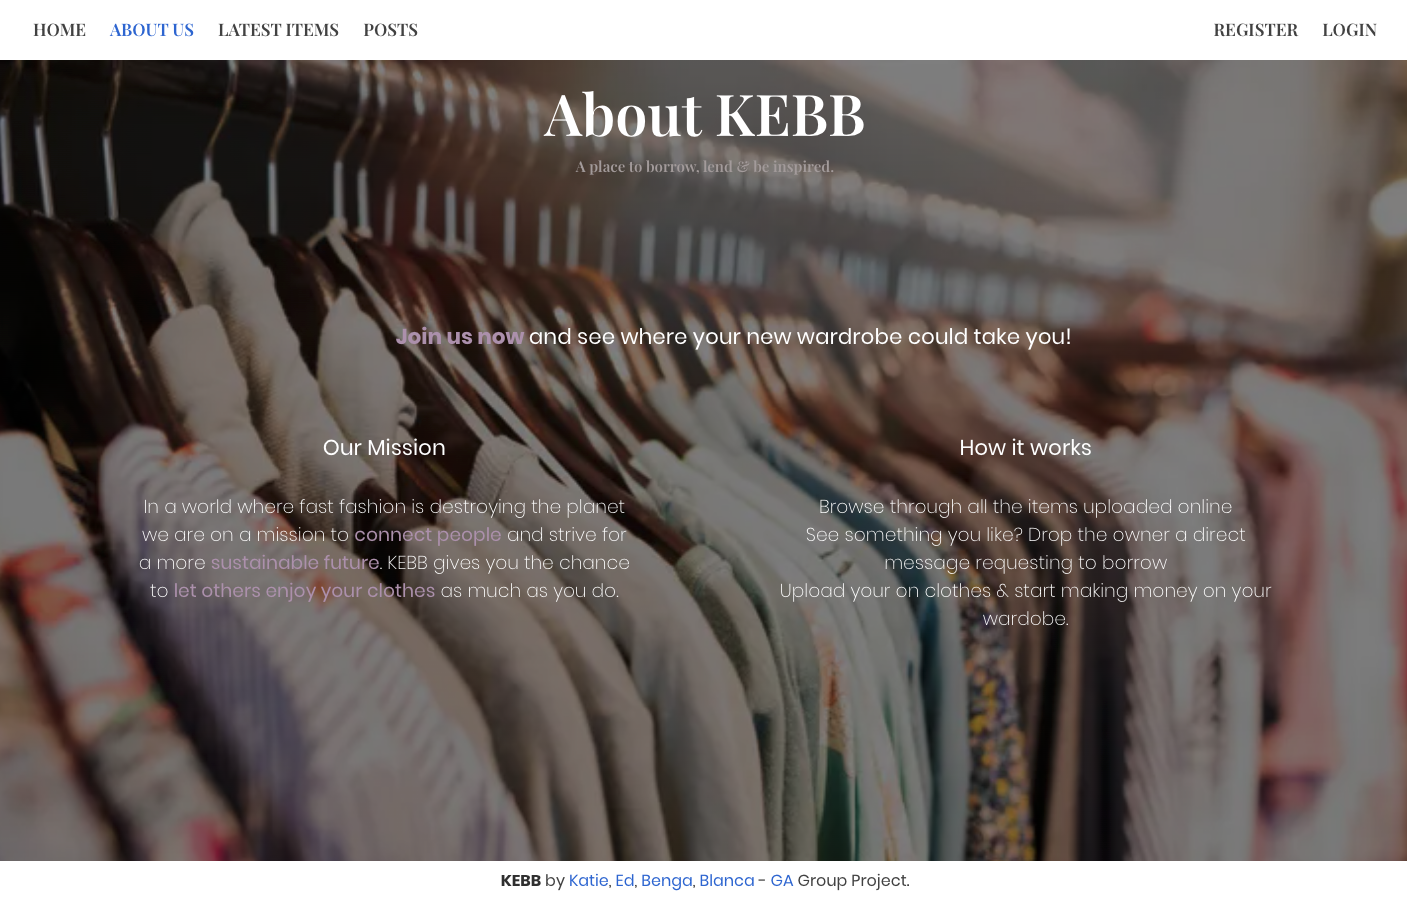 HOME ABOUT US LATEST ITEMS POSTS REGISTER LOGIN
About KEBB
A place to borrow, lend & be inspired.
Join us now and see where your new wardrobe could take you!
Our Mission
In a world where fast fashion is destroying the planet
we are on a mission to connect people and strive for
a more sustainable future. KEBB gives you the chance
to let others enjoy your clothes as much as you do.
How it works
Browse through all the items uploaded online
See something you like? Drop the owner a direct
message requesting to borrow
Upload your on clothes & start making money on your
wardobe.
KEBB by Katie, Ed, Benga, Blanca - GA Group Project.